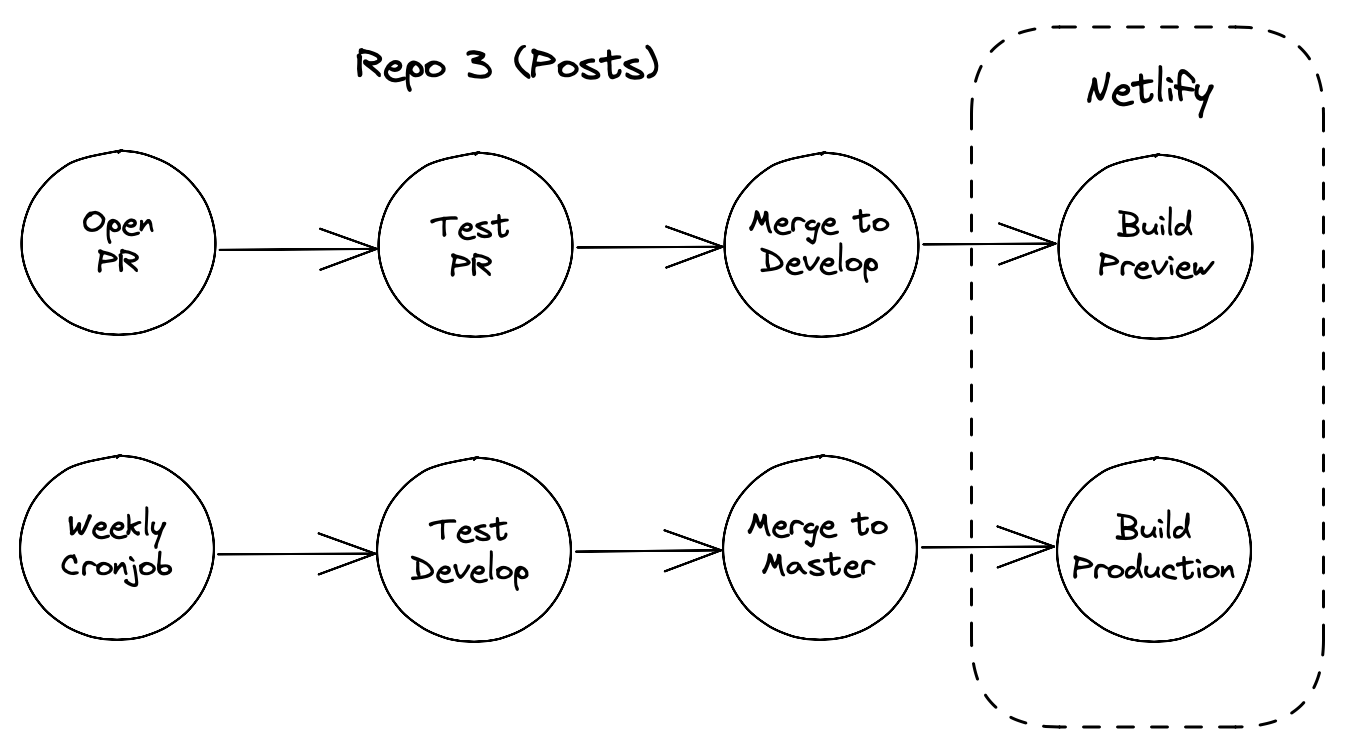 Repo 3 (Posts)
Netlify
Open
PR
Test
PR
Merge to
Develop
Build
Preview
Weekly
Cronjob
Test
Develop
Merge to
Master
Build
Production